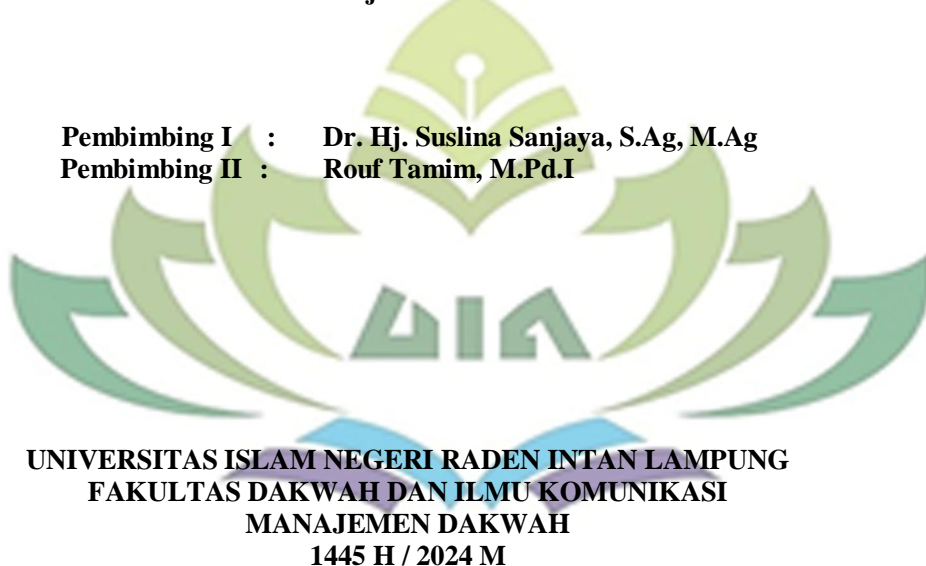 Pembimbing I : Dr. Hj. Suslina Sanjaya, S.Ag, M.Ag
Pembimbing II : Rouf Tamim, M.Pd.I
UIN
UNIVERSITAS ISLAM NEGERI RADEN INTAN LAMPUNG
FAKULTAS DAKWAH DAN ILMU KOMUNIKASI
MANAJEMEN DAKWAH
1445 H / 2024 M